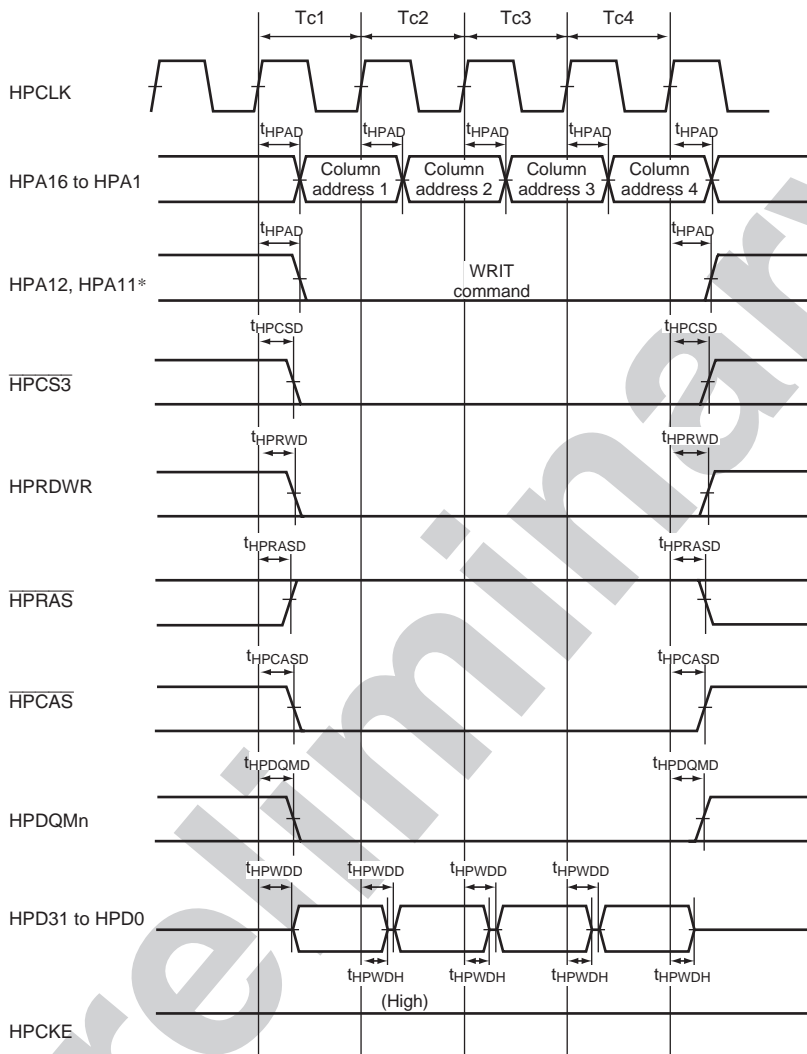 Tc1 Tc2 Tc3 Tc4
HPCLK
tHPAD tHPAD tHPAD tHPAD tHPAD
HPA16 to HPA1
Column address 1
Column address 2
Column address 3
Column address 4
tHPAD tHPAD
HPA12, HPA11*
WRIT
command
tHPCSD tHPCSD
HPCS3
tHPRWD tHPRWD
HPRDWR
tHPRASD tHPRASD
HPRAS
tHPCASD tHPCASD
HPCAS
tHPDQMD tHPDQMD
HPDQMn
tHPWDD tHPWDD tHPWDD tHPWDD
HPD31 to HPD0
tHPWDH tHPWDH tHPWDH tHPWDH
(High)
HPCKE
reliminary